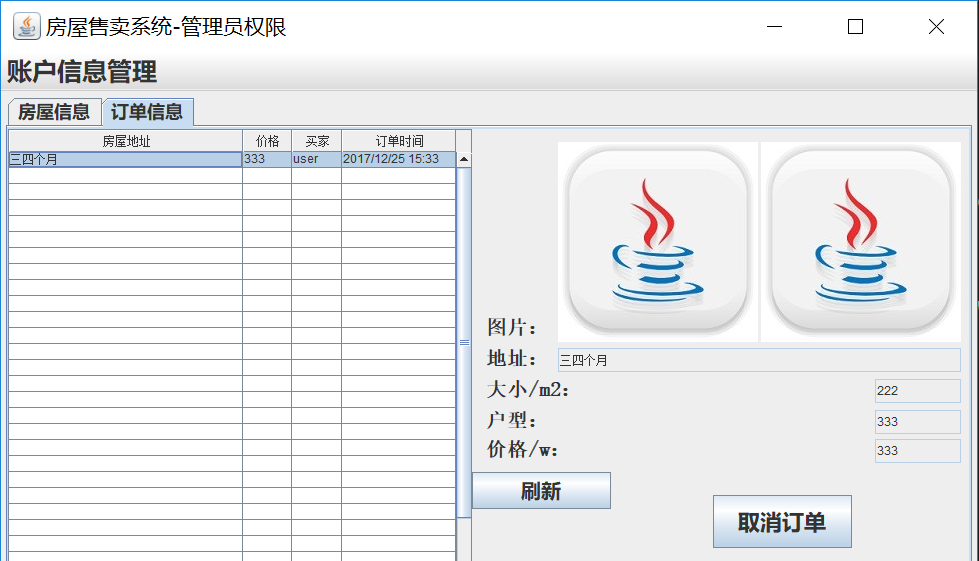 房屋售卖系统-管理员权限
账户信息管理
房屋信息 订单信息
房屋地址 价格 买家 订单时间
三四个月 333 user 2017/12/25 15:33
图片：
地址： 三四个月
大小/m2： 222
户型： 333
价格/w： 333
刷新
取消订单